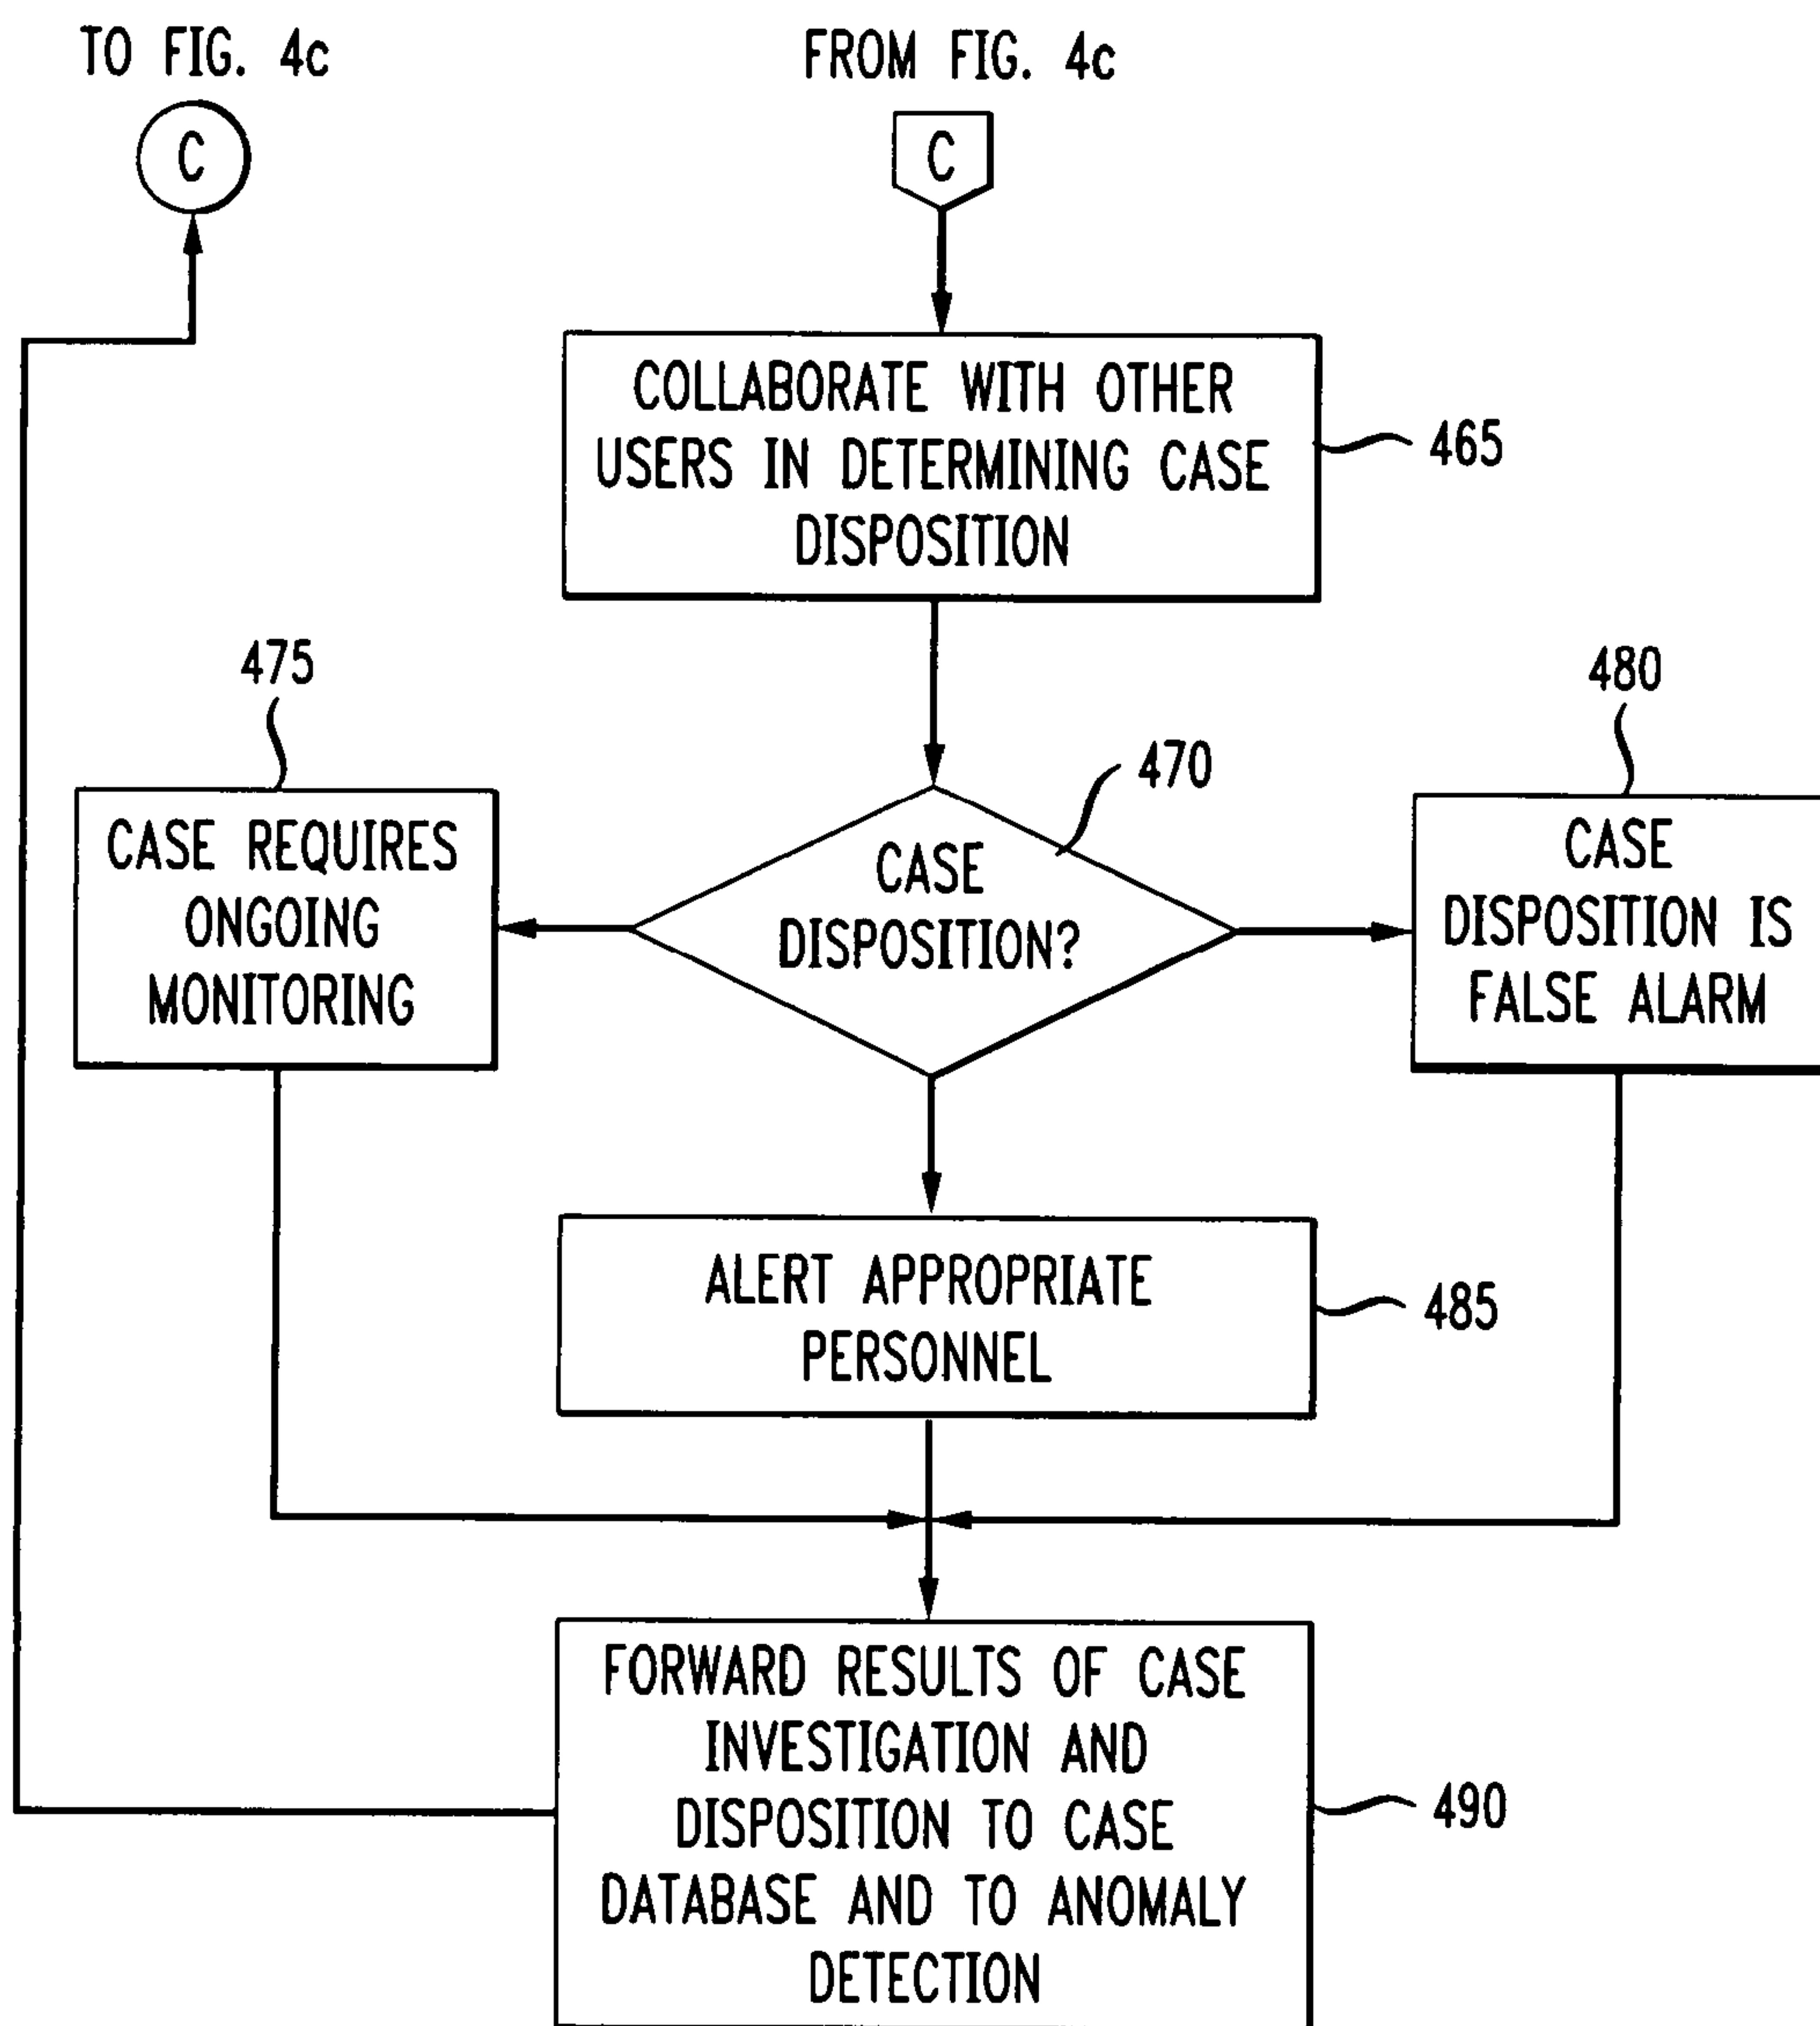 TO FIG. 4c
FROM FIG. 4c
C
C
COLLABORATE WITH OTHER
USERS IN DETERMINING CASE
DISPOSITION
465
475
480
470
CASE REQUIRES
ONGOING
MONITORING
CASE
DISPOSITION?
CASE
DISPOSITION IS
FALSE ALARM
ALERT APPROPRIATE
PERSONNEL
485
FORWARD RESULTS OF CASE
INVESTIGATION AND
DISPOSITION TO CASE
DATABASE AND TO ANOMALY
DETECTION
490